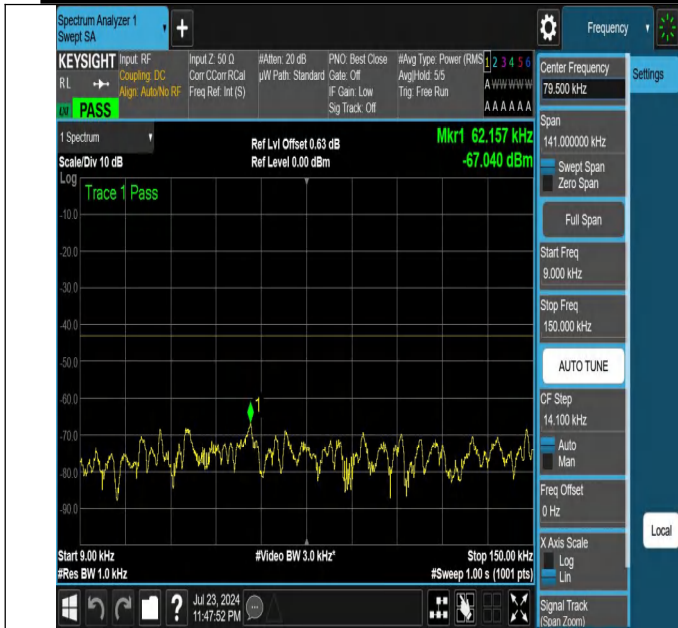 Spectrum Analyzer 1
Swept SA
+
Frequency
KEYSIGHT
RL
LXI
PASS
Input: RF
Coupling: DC
Align: Auto/No RF
Input Z: 50 Ω
Corr CCorr RCal
Freq Ref: Int (S)
#Atten: 20 dB
µW Path: Standard
PNO: Best Close
Gate: Off
IF Gain: Low
Sig Track: Off
#Avg Type: Power (RMS
Avg|Hold: 5/5
Trig: Free Run
1 2 3 4 5 6
A W W W W W
A A A A A A
1 Spectrum
Scale/Div 10 dB
Ref Lvl Offset 0.63 dB
Ref Level 0.00 dBm
Mkr1 62.157 kHz
-67.040 dBm
Log
Trace 1 Pass
-10.0
-20.0
-30.0
-40.0
-50.0
-60.0
-70.0
-80.0
-90.0
1
Start 9.00 kHz
#Res BW 1.0 kHz
#Video BW 3.0 kHz*
Stop 150.00 kHz
#Sweep 1.00 s (1001 pts)
?
Jul 23, 2024
11:47:52 PM
Center Frequency
79.500 kHz
Settings
Span
141.000000 kHz
Swept Span
Zero Span
Full Span
Start Freq
9.000 kHz
Stop Freq
150.000 kHz
AUTO TUNE
CF Step
14.100 kHz
Auto
Man
Freq Offset
0 Hz
X Axis Scale
Log
Lin
Local
Signal Track
(Span Zoom)